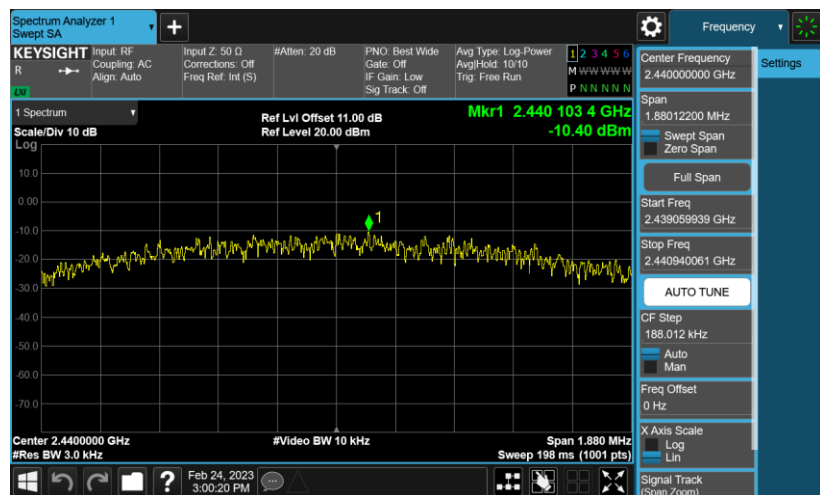 Spectrum Analyzer 1
Swept SA
Frequency
KEYSIGHT
R
LXI
Input: RF
Coupling: AC
Align: Auto
Input Z: 50 Ω
Corrections: Off
Freq Ref: Int (S)
#Atten: 20 dB
PNO: Best Wide
Gate: Off
IF Gain: Low
Sig Track: Off
Avg Type: Log-Power
Avg|Hold: 10/10
Trig: Free Run
1 2 3 4 5 6
M W W W W W
P N N N N N
1 Spectrum
Scale/Div 10 dB
Log
Ref Lvl Offset 11.00 dB
Ref Level 20.00 dBm
Mkr1 2.440 103 4 GHz
-10.40 dBm
10.0
0.00
-10.0
-20.0
-30.0
-40.0
-50.0
-60.0
-70.0
1
Center 2.4400000 GHz
#Res BW 3.0 kHz
#Video BW 10 kHz
Span 1.880 MHz
Sweep 198 ms (1001 pts)
Center Frequency
2.440000000 GHz
Span
1.88012200 MHz
Swept Span
Zero Span
Full Span
Start Freq
2.439059939 GHz
Stop Freq
2.440940061 GHz
AUTO TUNE
CF Step
188.012 kHz
Auto
Man
Freq Offset
0 Hz
X Axis Scale
Log
Lin
Signal Track
(Span Zoom)
Settings
Feb 24, 2023
3:00:20 PM